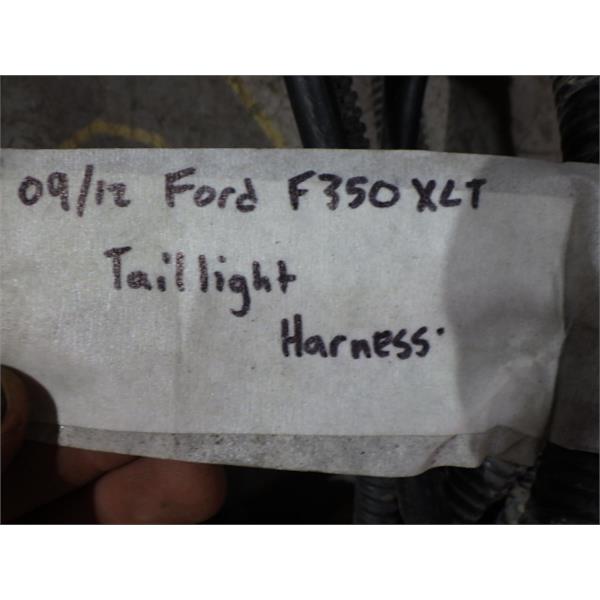 09/12 Ford F350 XLT
Taillight
Harness.